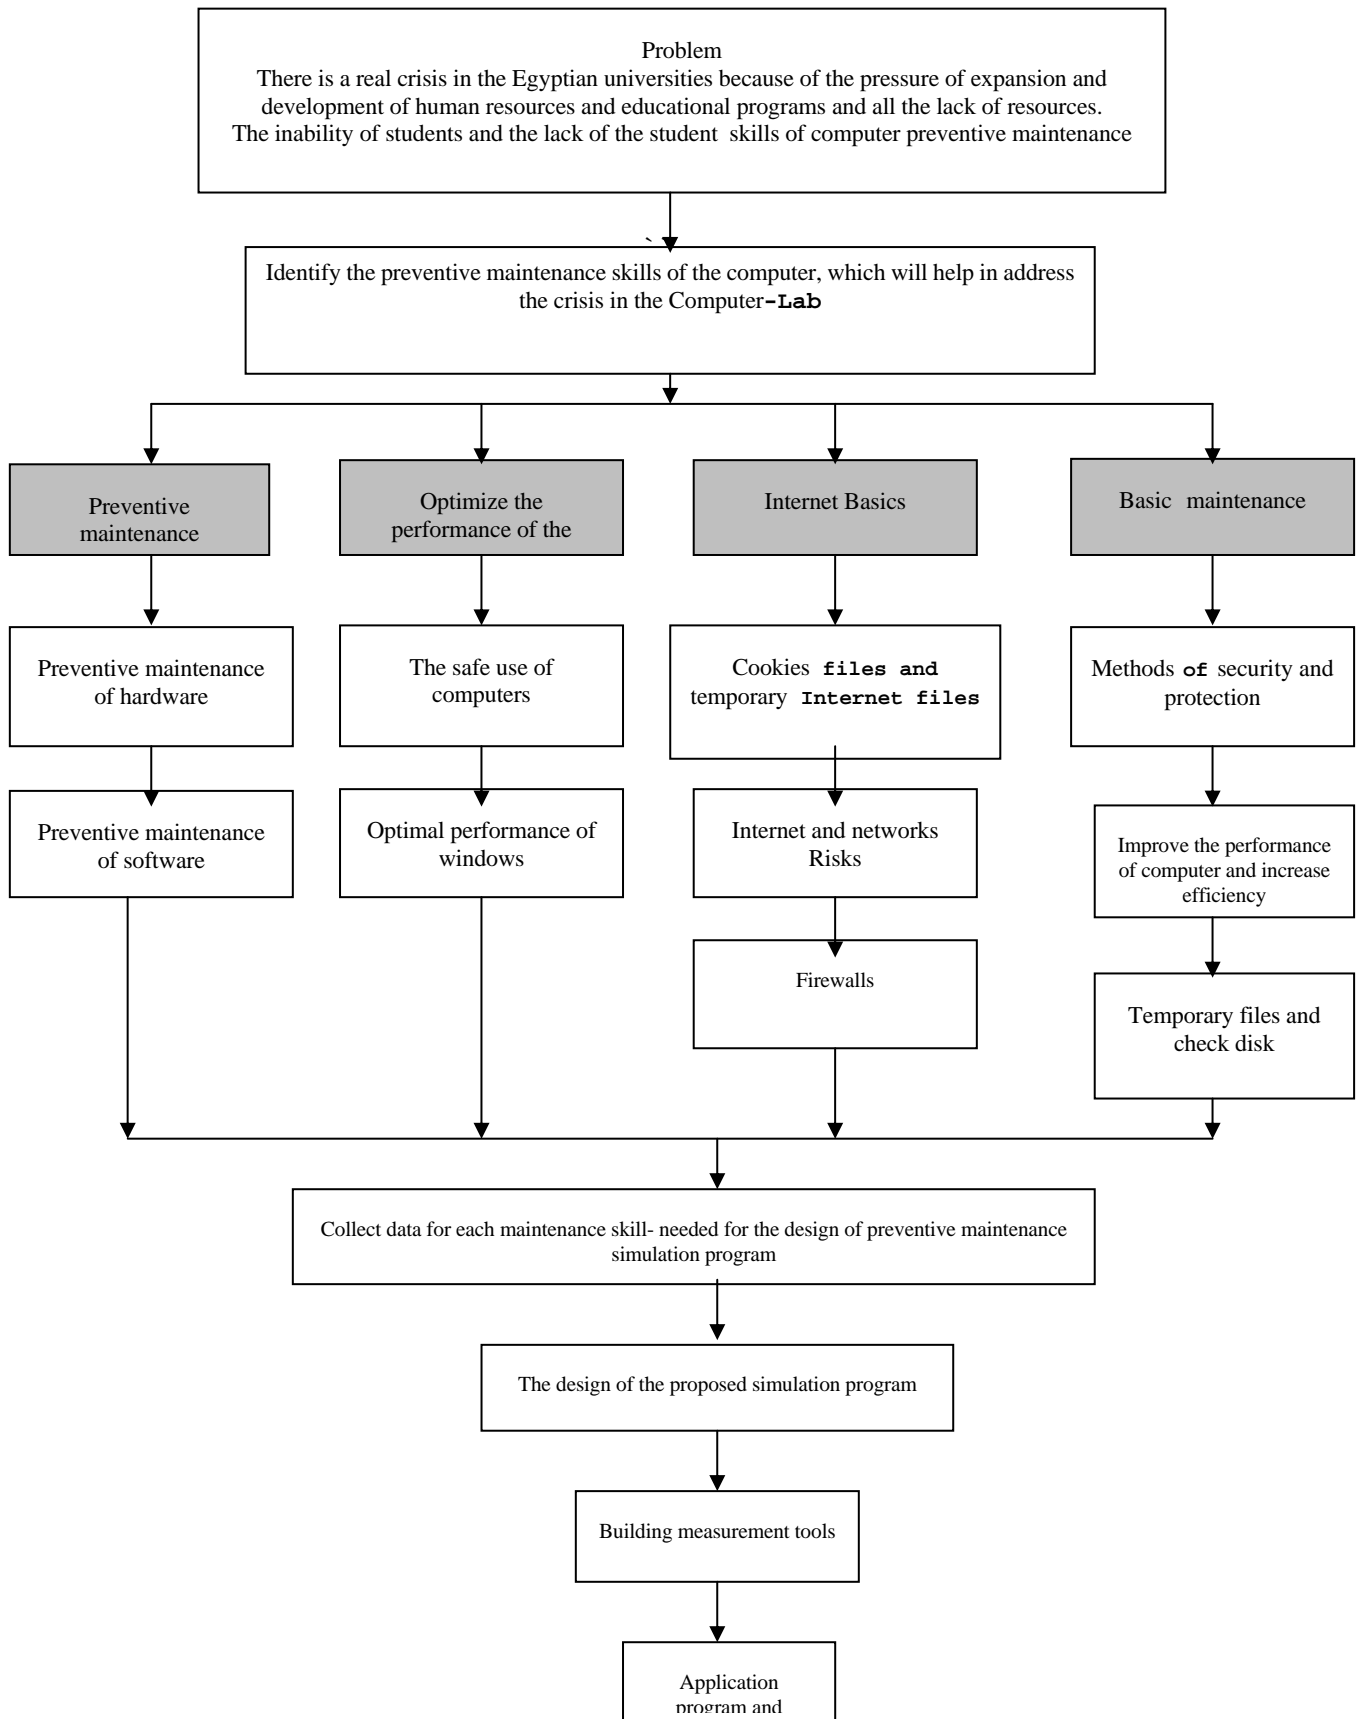 Problem
There is a real crisis in the Egyptian universities because of the pressure of expansion and
development of human resources and educational programs and all the lack of resources.
The inability of students and the lack of the student skills of computer preventive maintenance
Identify the preventive maintenance skills of the computer, which will help in address
the crisis in the Computer-Lab
Preventive
maintenance
Optimize the
performance of the
Internet Basics
Basic maintenance
Preventive maintenance
of hardware
The safe use of
computers
Cookies files and
temporary Internet files
Methods of security and
protection
Preventive maintenance
of software
Optimal performance of
windows
Internet and networks
Risks
Improve the performance
of computer and increase
efficiency
Firewalls
Temporary files and
check disk
Collect data for each maintenance skill- needed for the design of preventive maintenance
simulation program
The design of the proposed simulation program
Building measurement tools
Application
program and